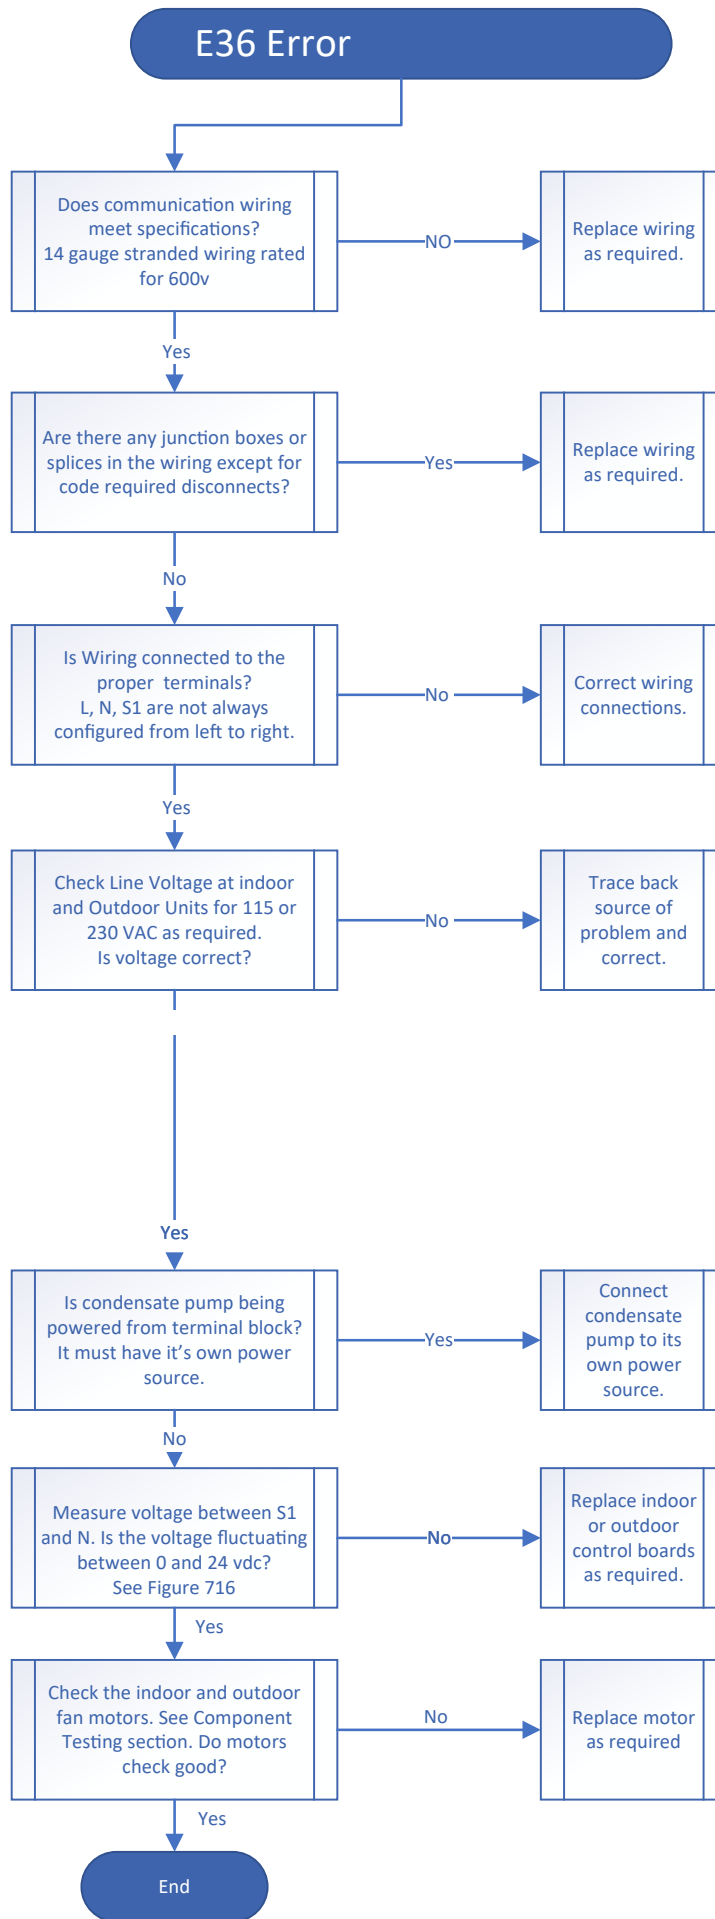 E36 Error
Does communication wiring
meet specifications?
14 gauge stranded wiring rated
for 600v
NO
Replace wiring
as required.
Yes
Are there any junction boxes or
splices in the wiring except for
code required disconnects?
Yes
Replace wiring
as required.
No
Is Wiring connected to the
proper terminals?
L, N, S1 are not always
configured from left to right.
No
Correct wiring
connections.
Yes
Check Line Voltage at indoor
and Outdoor Units for 115 or
230 VAC as required.
Is voltage correct?
No
Trace back
source of
problem and
correct.
Yes
Is condensate pump being
powered from terminal block?
It must have it's own power
source.
Yes
Connect
condensate
pump to its
own power
source.
No
Measure voltage between S1
and N. Is the voltage fluctuating
between 0 and 24 vdc?
See Figure 716
No
Replace indoor
or outdoor
control boards
as required.
Yes
Check the indoor and outdoor
fan motors. See Component
Testing section. Do motors
check good?
No
Replace motor
as required
Yes
End